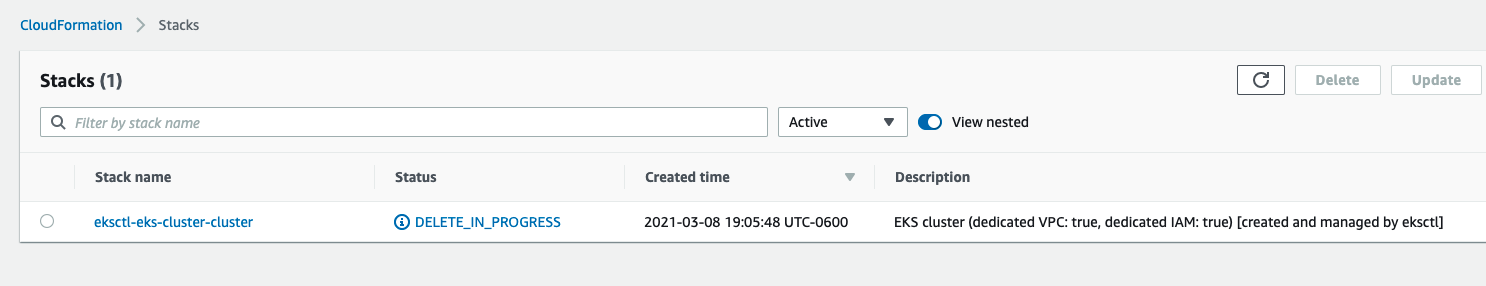 CloudFormation > Stacks
Stacks (1)
Delete
Update
Filter by stack name
Active
View nested
Stack name Status Created time Description
eksctl-eks-cluster-cluster DELETE_IN_PROGRESS 2021-03-08 19:05:48 UTC-0600 EKS cluster (dedicated VPC: true, dedicated IAM: true) [created and managed by eksctl]